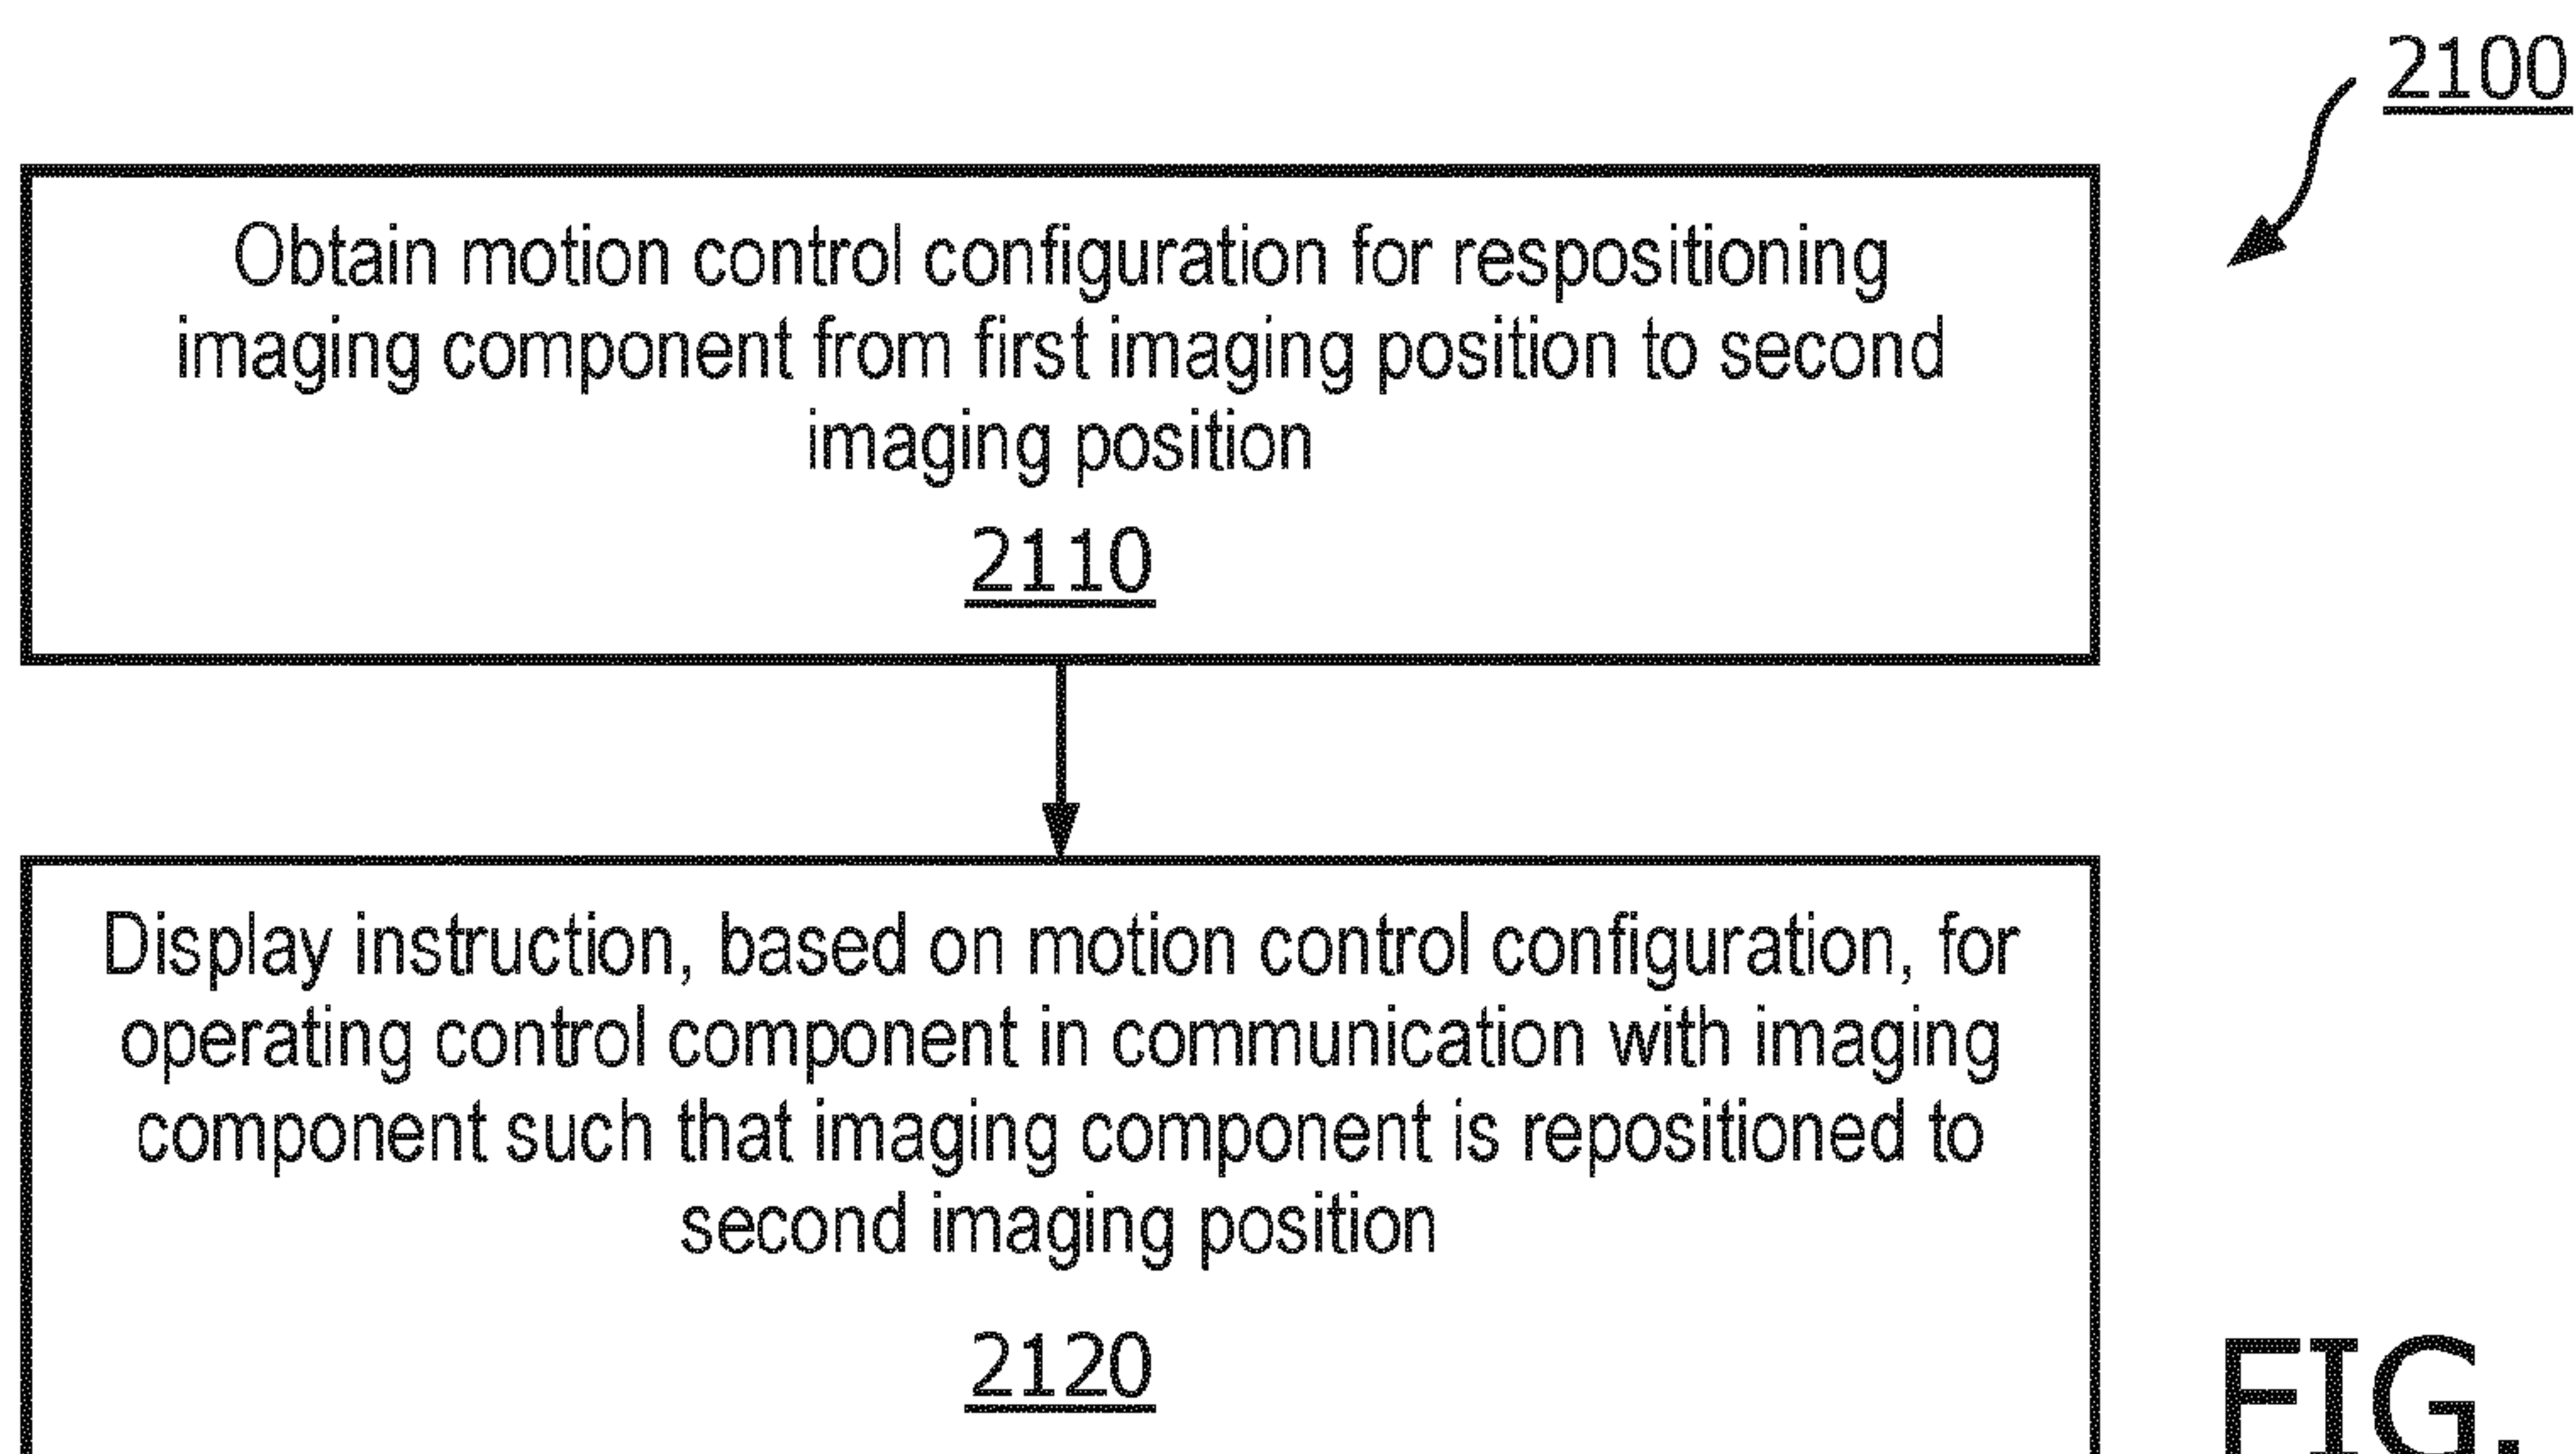 2100
Obtain motion control configuration for respositioning
imaging component from first imaging position to second
imaging position
2110
Display instruction, based on motion control configuration, for
operating control component in communication with imaging
component such that imaging component is repositioned to
second imaging position
2120
FIG.